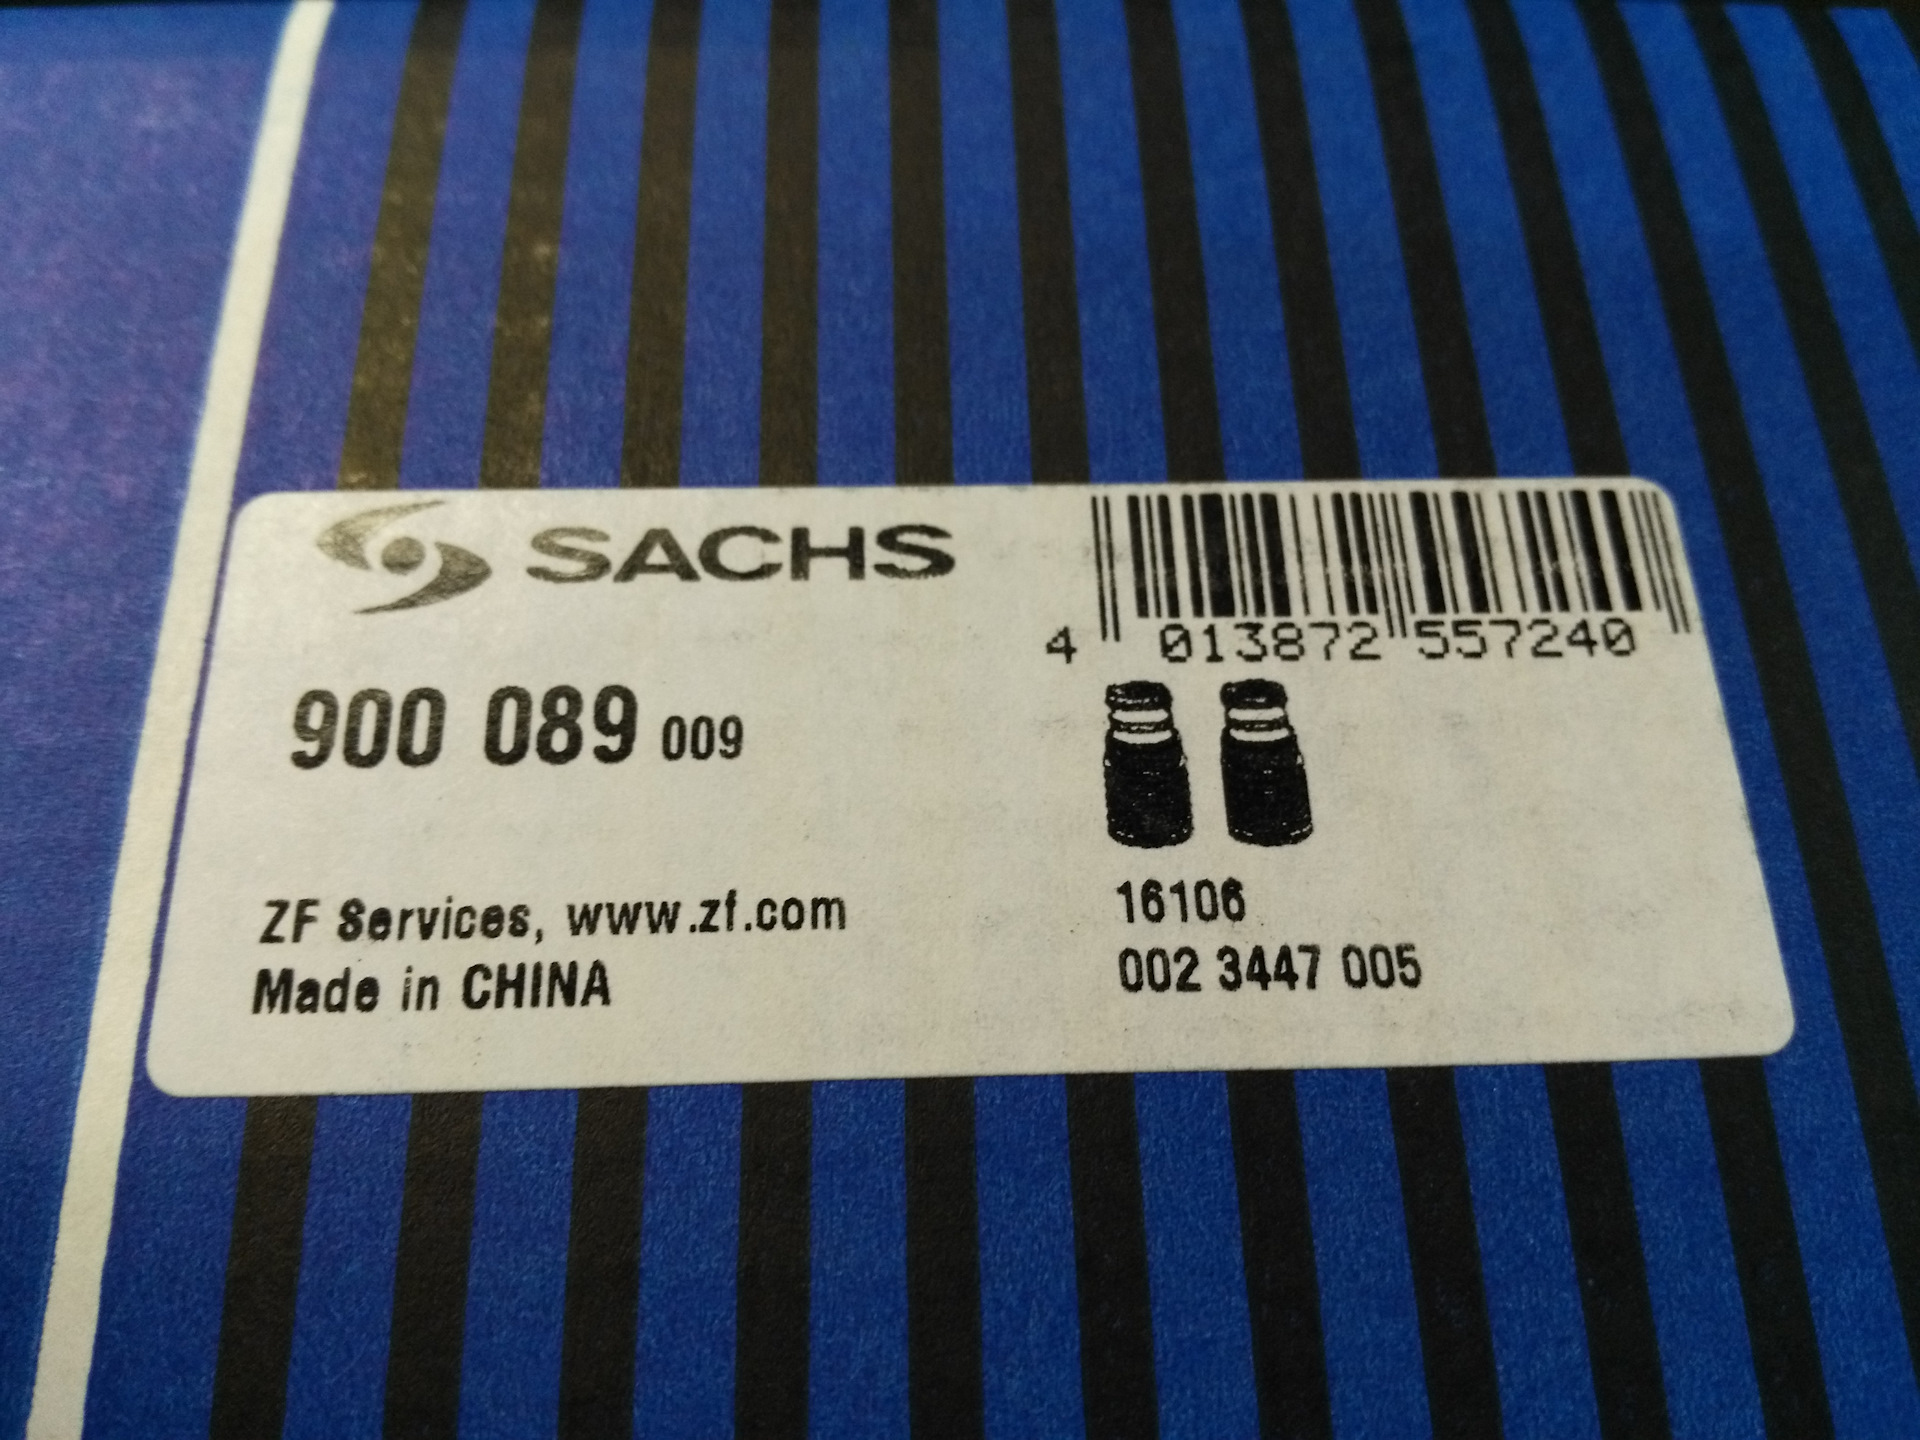 SACHS
4 013872 557240
900 089 009
ZF Services, www.zf.com
Made in CHINA
16106
002 3447 005